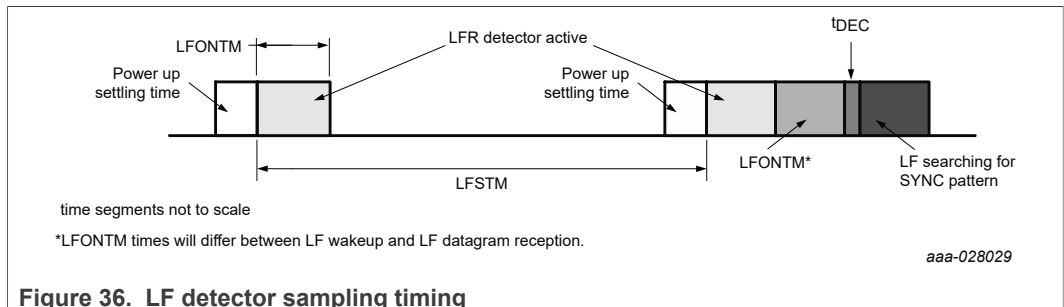 tDEC
LFONTM
LFR detector active
Power up
settling time
Power up
settling time
LFONTM*
LF searching for
SYNC pattern
LFSTM
time segments not to scale
*LFONTM times will differ between LF wakeup and LF datagram reception.
aaa-028029
Figure 36. LF detector sampling timing